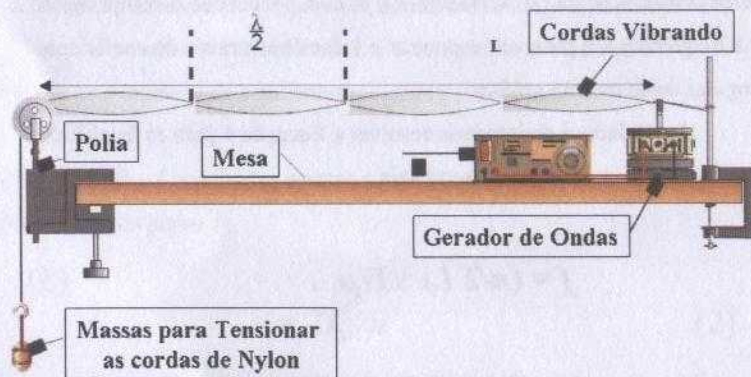 λ
2
L
Cordas Vibrando
Polia
Mesa
Gerador de Ondas
Massas para Tensionar
as cordas de Nylon